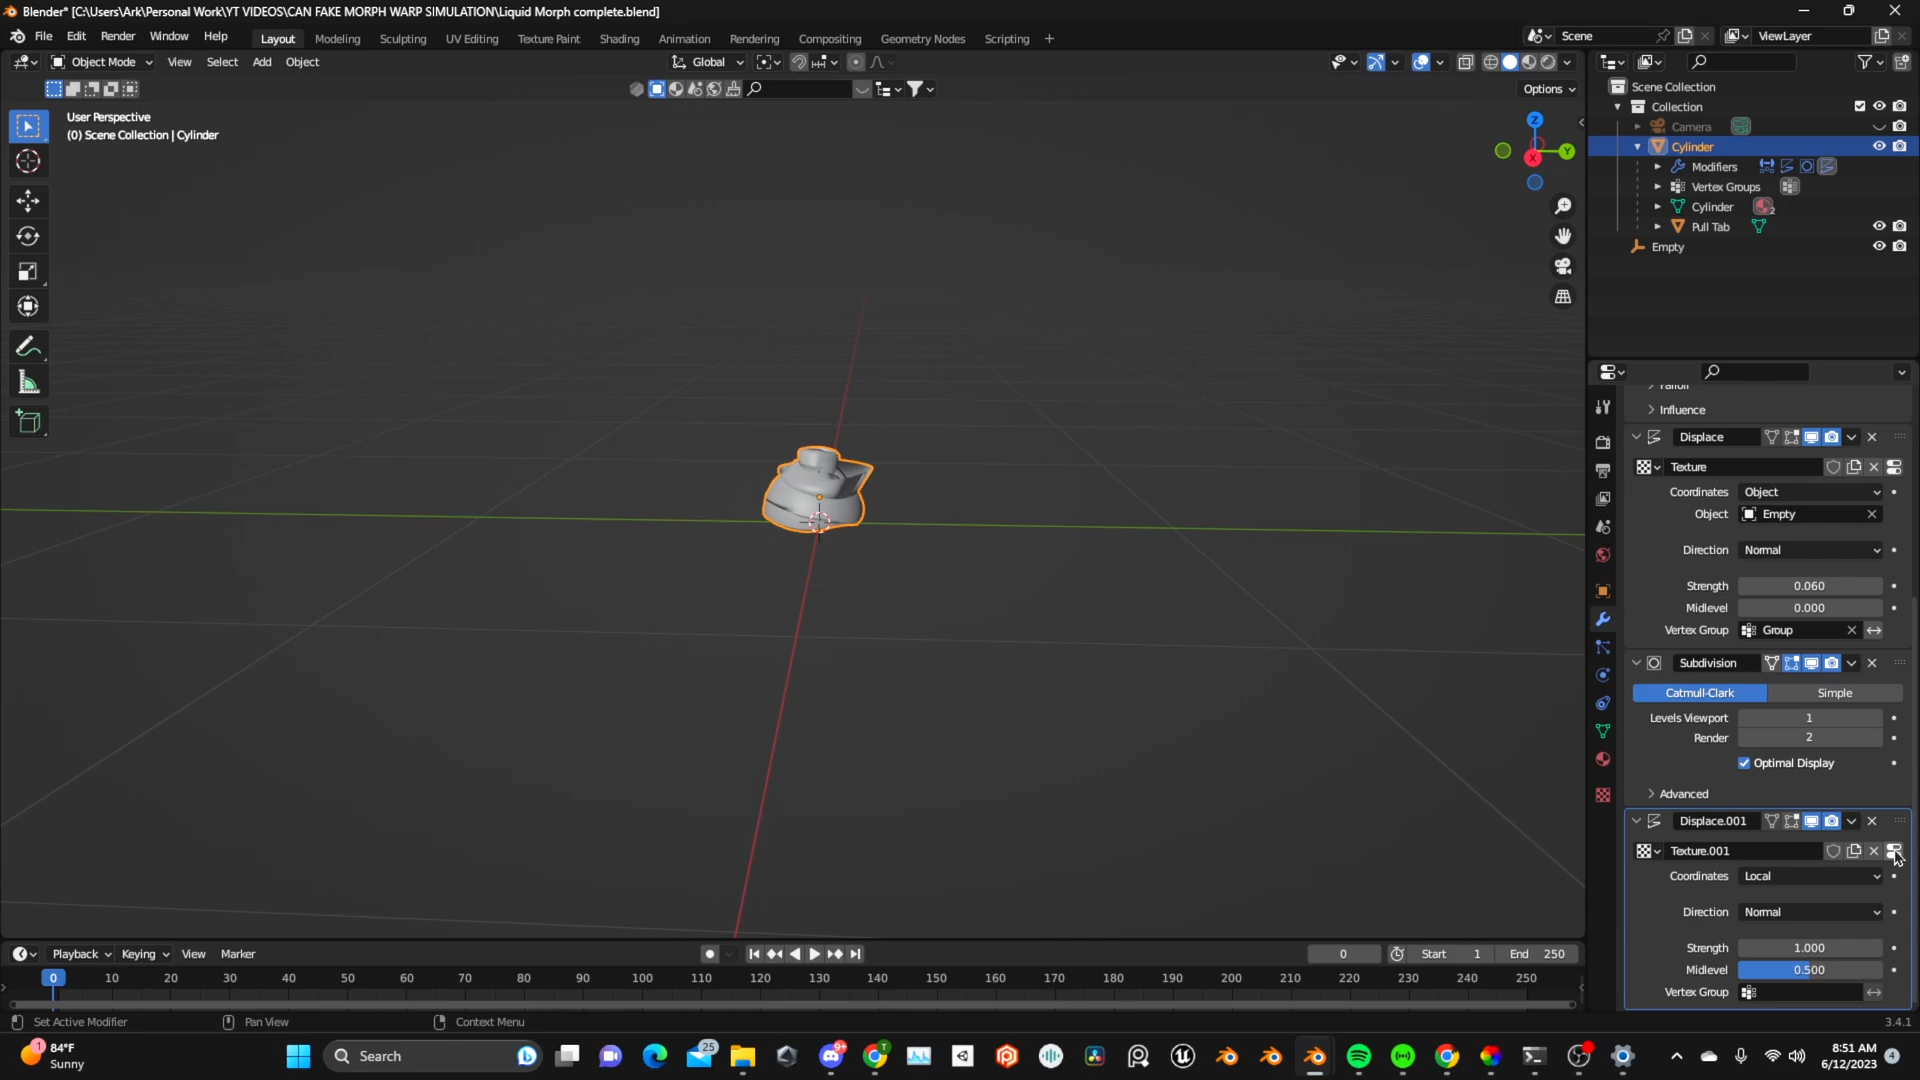 Blender* [C:\Users\Ark\Personal Work\YT VIDEOS\CAN FAKE MORPH WARP SIMULATION\Liquid Morph complete.blend]
File Edit Render Window Help Layout Modeling Sculpting UV Editing Texture Paint Shading Animation Rendering Compositing Geometry Nodes Scripting + Scene ViewLayer
Object Mode View Select Add Object Global
Options
User Perspective
(0) Scene Collection | Cylinder
Z
Y
X
Scene Collection
Collection
Camera
Cylinder
Modifiers
Vertex Groups
Cylinder 2
Pull Tab
Empty
Falloff
Influence
Displace
Texture
Coordinates Object
Object Empty
Direction Normal
Strength 0.060
Midlevel 0.000
Vertex Group Group
Subdivision
Catmull-Clark Simple
Levels Viewport 1
Render 2
Optimal Display
Advanced
Displace.001
Texture.001
Coordinates Local
Direction Normal
Strength 1.000
Midlevel 0.500
Vertex Group
Playback Keying View Marker 0 Start 1 End 250
0 10 20 30 40 50 60 70 80 90 100 110 120 130 140 150 160 170 180 190 200 210 220 230 240 250
Set Active Modifier Pan View Context Menu 3.4.1
1 84°F
Sunny
Search
25
9+
T
8:51 AM
6/12/2023
4